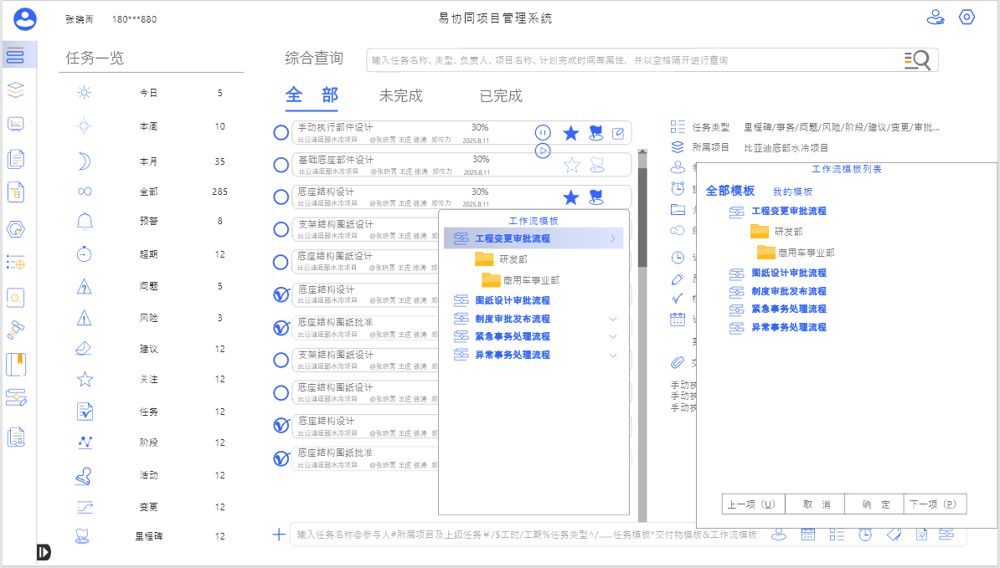 张晓菁 180***880
易协同项目管理系统
任务一览
今日 5
本周 10
本月 35
全部 285
预警 8
超期 12
问题 5
风险 3
建议 12
关注 12
任务 12
阶段 12
活动 12
变更 12
里程碑 12
综合查询
输入任务名称、类型、负责人、项目名称、计划完成时间等属性，并以空格隔开进行查询
全 部 未完成 已完成
手动执行部件设计 30%
比亚迪底部水冷项目 @张晓菁 王虎 徐涛 郑传力 2025.8.11
基础底座部件设计 30%
比亚迪底部水冷项目 @张晓菁 王虎 徐涛 郑传力 2025.8.11
底座结构设计 30%
比亚迪底部水冷项目 @张晓菁 王虎 徐涛 郑传力 2025.8.11
支架结构图纸设计
比亚迪底部水冷项目 @张晓菁 王虎 徐涛 郑
底座结构图纸设计
比亚迪底部水冷项目 @张晓菁 王虎 徐涛 郑
底座结构设计
比亚迪底部水冷项目 @张晓菁 王虎 徐涛 郑
底座结构图纸批准
比亚迪底部水冷项目 @张晓菁 王虎 徐涛 郑
支架结构图纸设计
比亚迪底部水冷项目 @张晓菁 王虎 徐涛 郑
底座结构图纸设计
比亚迪底部水冷项目 @张晓菁 王虎 徐涛 郑
底座结构设计
比亚迪底部水冷项目 @张晓菁 王虎 徐涛 郑
底座结构图纸批准
比亚迪底部水冷项目 @张晓菁 王虎 徐涛 郑
工作流模板
工程变更审批流程
研发部
商用车事业部
图纸设计审批流程
制度审批发布流程
紧急事务处理流程
异常事务处理流程
任务类型 里程碑/事务/问题/风险/阶段/建议/变更/审批...
所属项目 比亚迪底部水冷项目
手动执
手动执
手动执
工作流模板列表
全部模板 我的模板
工程变更审批流程
研发部
商用车事业部
图纸设计审批流程
制度审批发布流程
紧急事务处理流程
异常事务处理流程
上一项（U） 取 消 确 定 下一项（P）
输入任务名称@参与人#所属项目及上级任务￥/$工时/工期%任务类型^/……任务模板*交付物模板&工作流模板